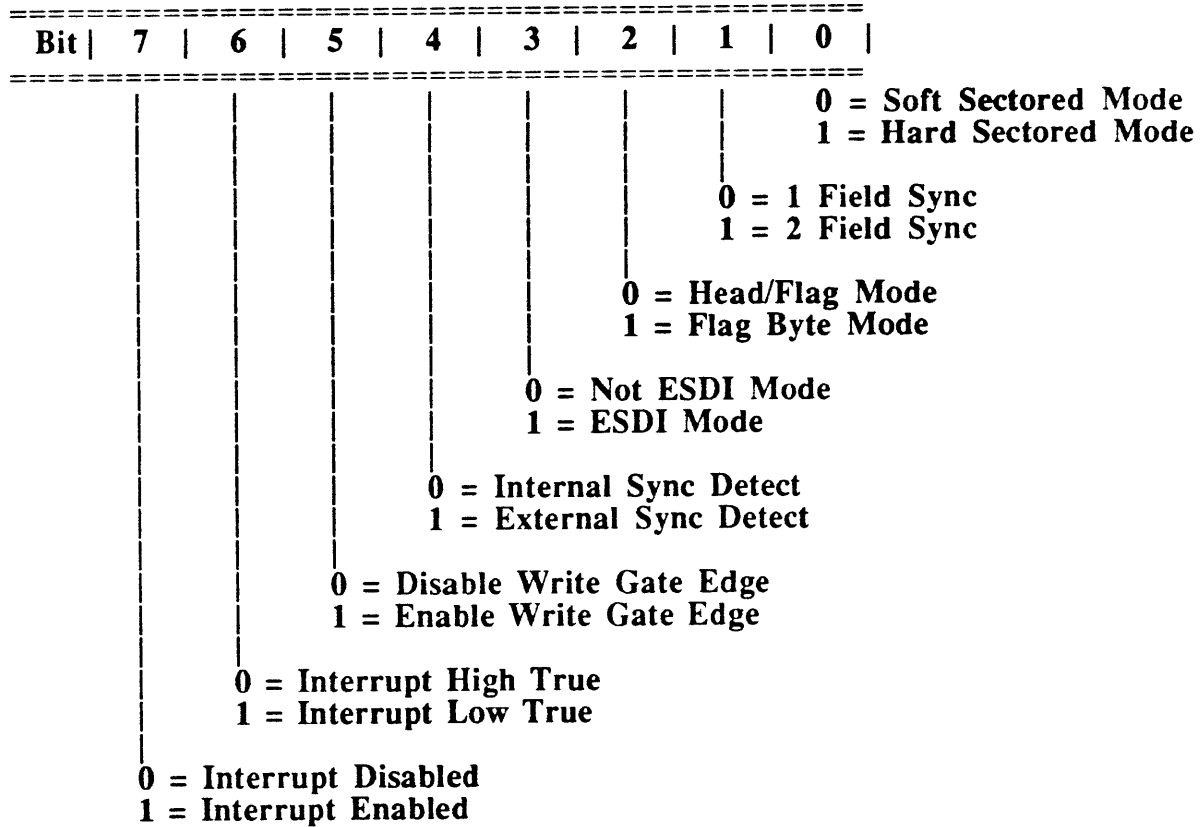 Bit | 7 | 6 | 5 | 4 | 3 | 2 | 1 | 0 |
0 = Soft Sectored Mode
1 = Hard Sectored Mode
0 = 1 Field Sync
1 = 2 Field Sync
0 = Head/Flag Mode
1 = Flag Byte Mode
0 = Not ESDI Mode
1 = ESDI Mode
0 = Internal Sync Detect
1 = External Sync Detect
0 = Disable Write Gate Edge
1 = Enable Write Gate Edge
0 = Interrupt High True
1 = Interrupt Low True
0 = Interrupt Disabled
1 = Interrupt Enabled